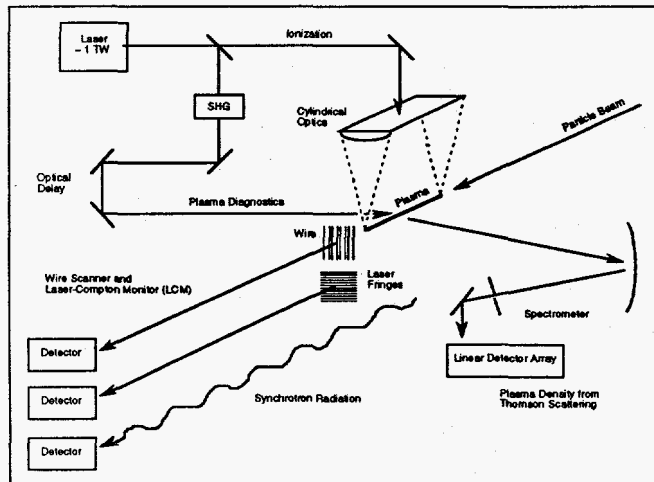 Laser
~ 1 TW
Ionization
SHG
Cylindrical
Optics
Particle Beam
Optical
Delay
Plasma Diagnostics
Plasma
Wire
Wire Scanner and
Laser-Compton Monitor (LCM)
Laser
Fringes
Spectrometer
Detector
Linear Detector Array
Detector
Synchrotron Radiation
Plasma Density from
Thomson Scattering
Detector